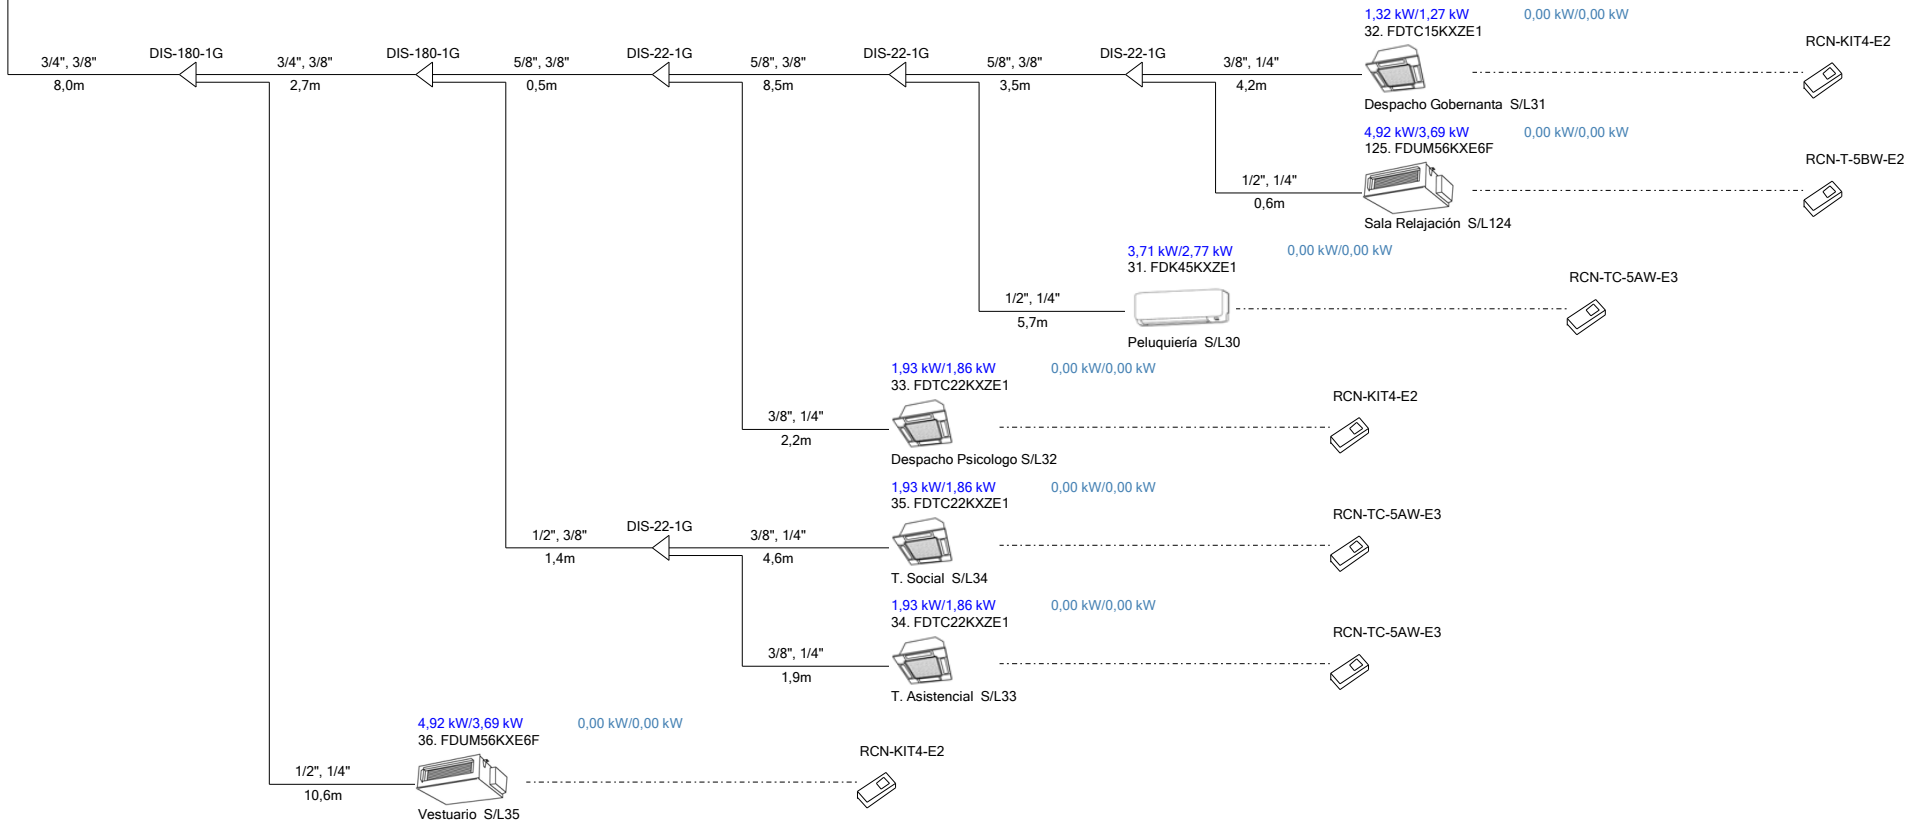 1,32 kW/1,27 kW 0,00 kW/0,00 kW
32. FDTC15KXZE1
RCN-KIT4-E2
DIS-180-1G DIS-180-1G DIS-22-1G DIS-22-1G DIS-22-1G
3/4", 3/8" 3/4", 3/8" 5/8", 3/8" 5/8", 3/8" 5/8", 3/8" 3/8", 1/4"
8,0m 2,7m 0,5m 8,5m 3,5m 4,2m
Despacho Gobernanta S/L31
4,92 kW/3,69 kW 0,00 kW/0,00 kW
125. FDUM56KXE6F
RCN-T-5BW-E2
1/2", 1/4"
0,6m
Sala Relajación S/L124
3,71 kW/2,77 kW 0,00 kW/0,00 kW
31. FDK45KXZE1
RCN-TC-5AW-E3
1/2", 1/4"
5,7m
Peluquiería S/L30
1,93 kW/1,86 kW 0,00 kW/0,00 kW
33. FDTC22KXZE1
RCN-KIT4-E2
3/8", 1/4"
2,2m
Despacho Psicologo S/L32
1,93 kW/1,86 kW 0,00 kW/0,00 kW
35. FDTC22KXZE1
RCN-TC-5AW-E3
DIS-22-1G
1/2", 3/8" 3/8", 1/4"
1,4m 4,6m
T. Social S/L34
1,93 kW/1,86 kW 0,00 kW/0,00 kW
34. FDTC22KXZE1
RCN-TC-5AW-E3
3/8", 1/4"
1,9m
T. Asistencial S/L33
4,92 kW/3,69 kW 0,00 kW/0,00 kW
36. FDUM56KXE6F
RCN-KIT4-E2
1/2", 1/4"
10,6m
Vestuario S/L35